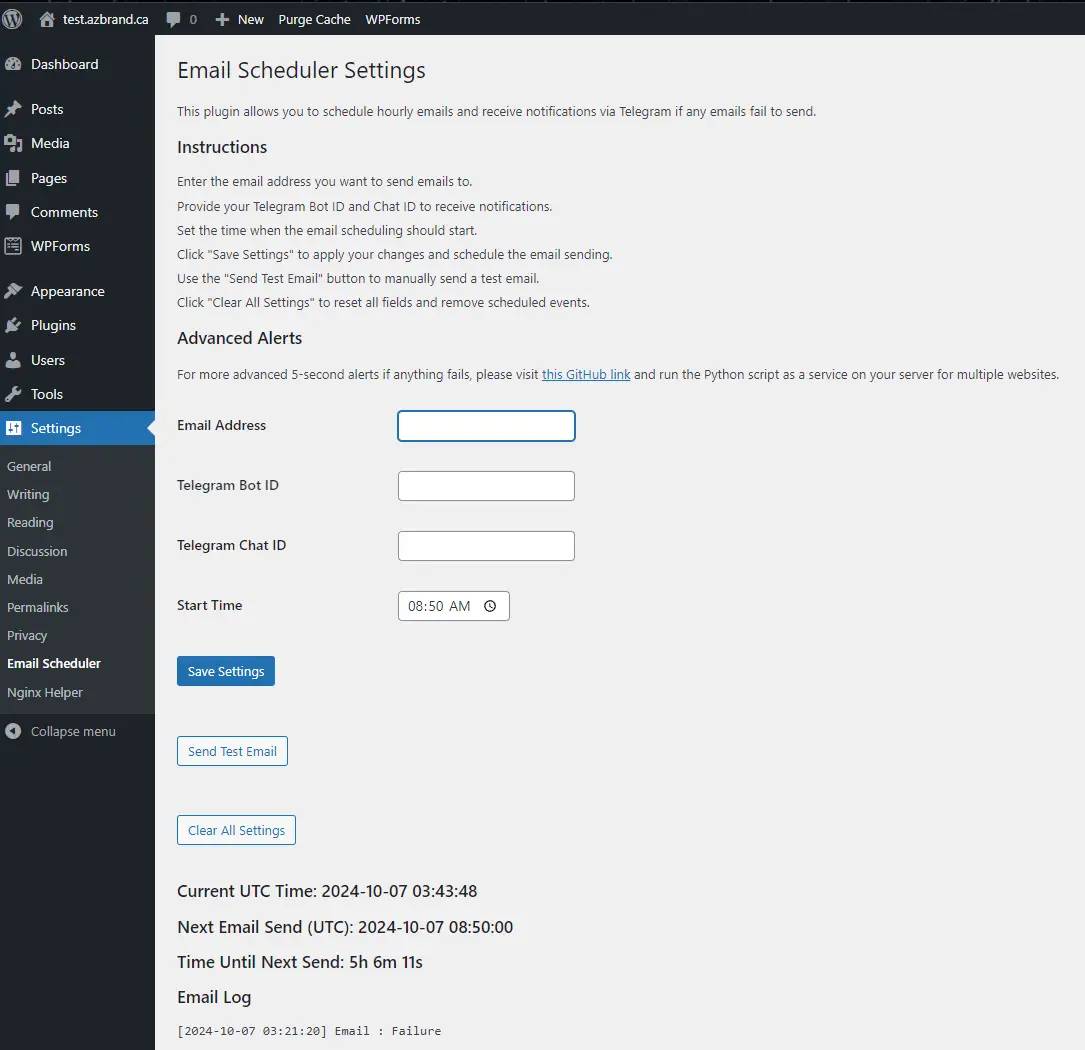 test.azbrand.ca 0 New Purge Cache WPForms
Dashboard
Posts
Media
Pages
Comments
WPForms
Appearance
Plugins
Users
Tools
Settings
General
Writing
Reading
Discussion
Media
Permalinks
Privacy
Email Scheduler
Nginx Helper
Collapse menu
Email Scheduler Settings
This plugin allows you to schedule hourly emails and receive notifications via Telegram if any emails fail to send.
Instructions
Enter the email address you want to send emails to.
Provide your Telegram Bot ID and Chat ID to receive notifications.
Set the time when the email scheduling should start.
Click "Save Settings" to apply your changes and schedule the email sending.
Use the "Send Test Email" button to manually send a test email.
Click "Clear All Settings" to reset all fields and remove scheduled events.
Advanced Alerts
For more advanced 5-second alerts if anything fails, please visit this GitHub link and run the Python script as a service on your server for multiple websites.
Email Address
Telegram Bot ID
Telegram Chat ID
Start Time 08:50 AM
Save Settings
Send Test Email
Clear All Settings
Current UTC Time: 2024-10-07 03:43:48
Next Email Send (UTC): 2024-10-07 08:50:00
Time Until Next Send: 5h 6m 11s
Email Log
[2024-10-07 03:21:20] Email : Failure